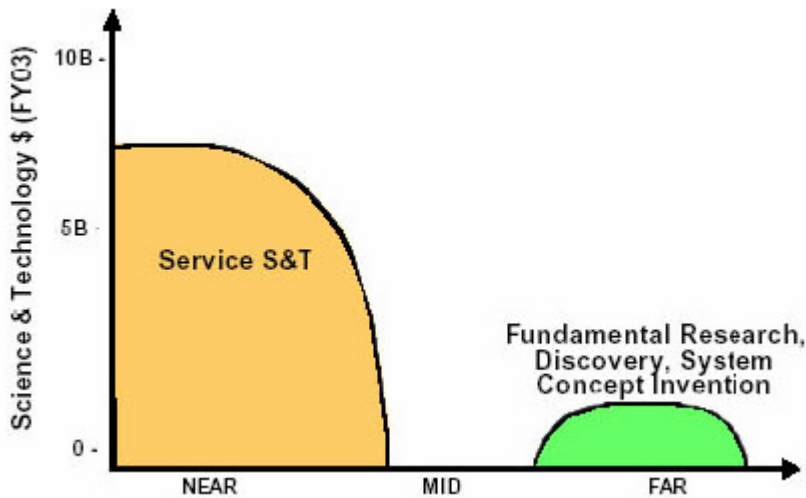 Science & Technology $ (FY03)
10B -
5B -
0 -
Service S&T
Fundamental Research,
Discovery, System
Concept Invention
NEAR
MID
FAR